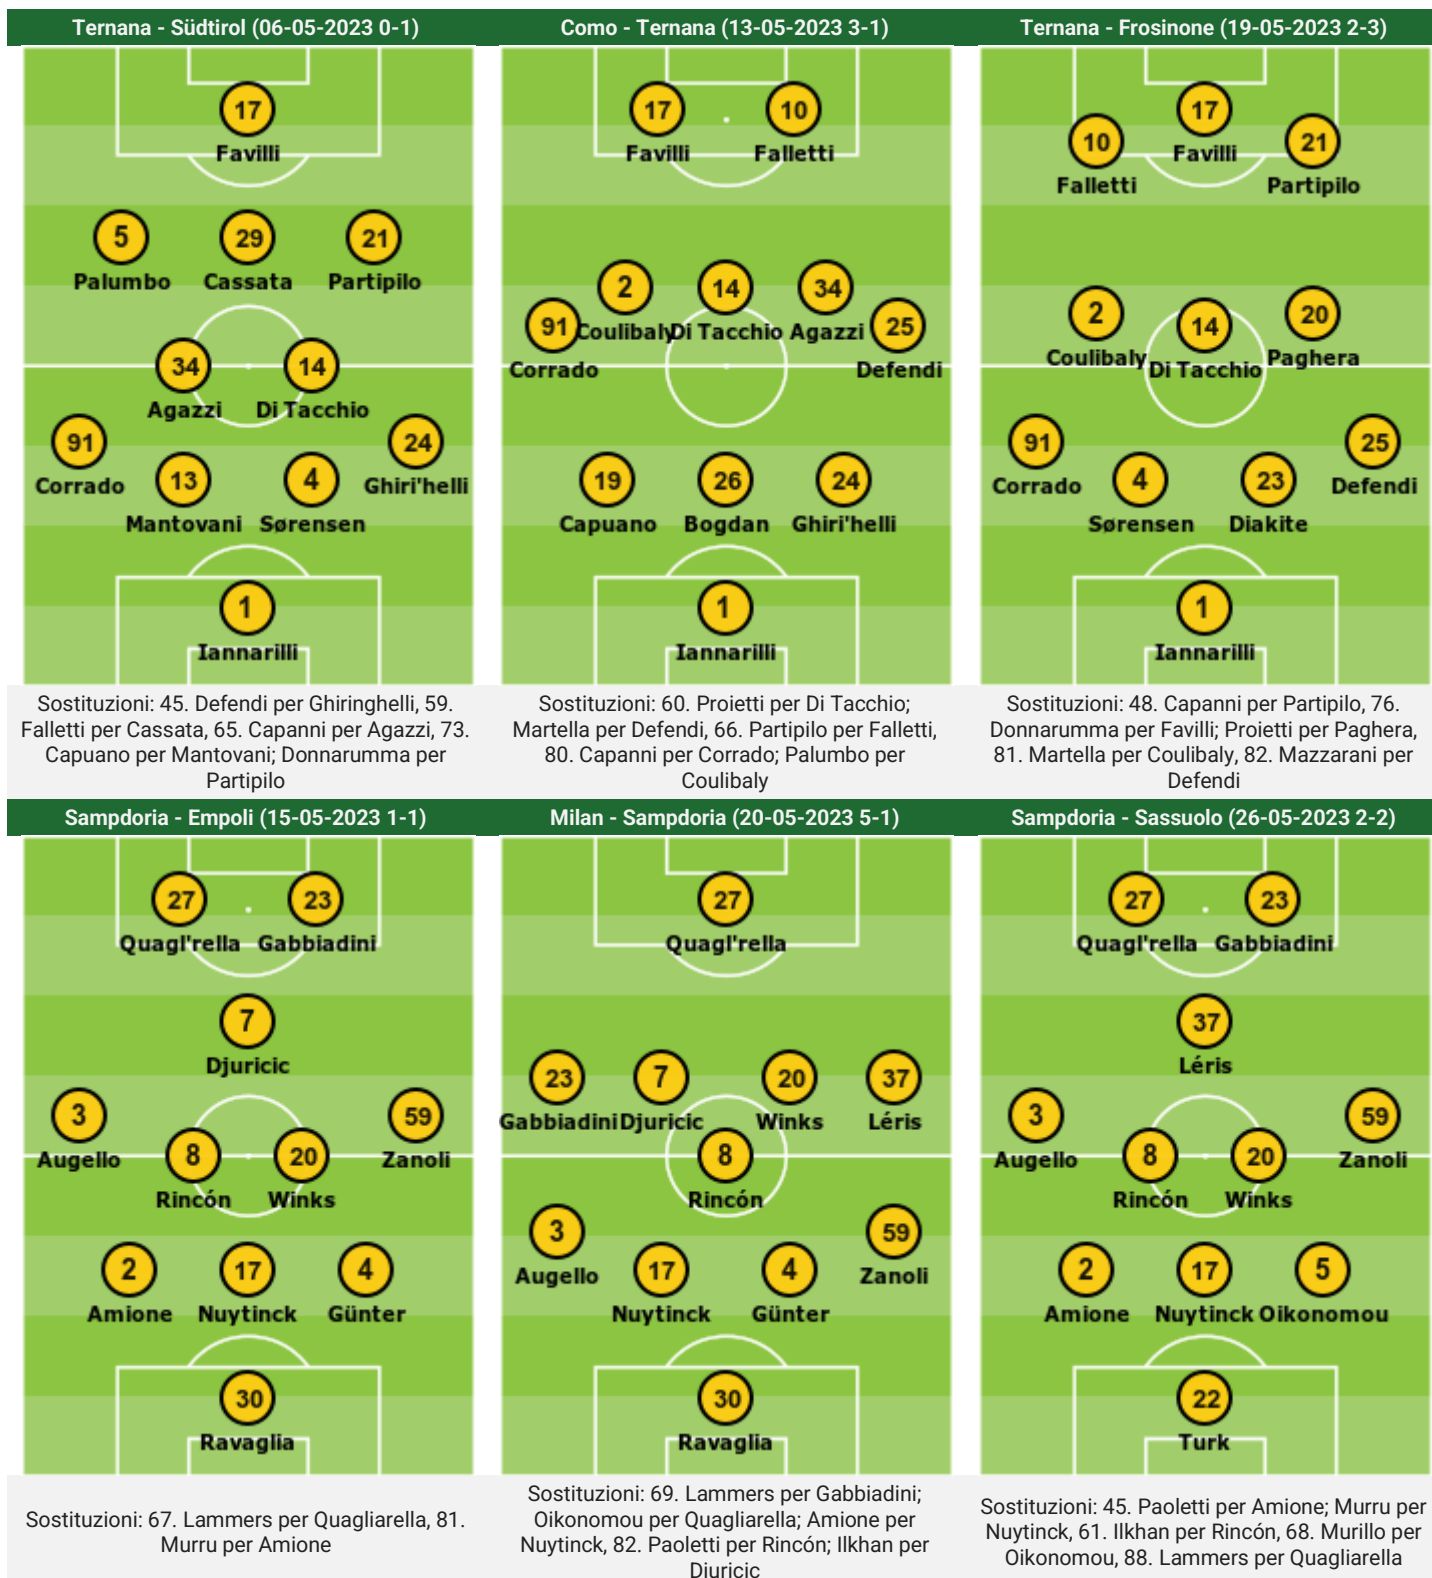 Ternana - Südtirol (06-05-2023 0-1)
17
Favilli
5 29 21
Palumbo Cassata Partipilo
34 14
Agazzi Di Tacchio
91 24
Corrado Ghiri'helli
13 4
Mantovani Sørensen
1
Iannarilli
Sostituzioni: 45. Defendi per Ghiringhelli, 59.
Falletti per Cassata, 65. Capanni per Agazzi, 73.
Capuano per Mantovani; Donnarumma per
Partipilo
Como - Ternana (13-05-2023 3-1)
17 10
Favilli Falletti
2 14 34
Coulibaly Di Tacchio Agazzi
91 25
Corrado Defendi
19 26 24
Capuano Bogdan Ghiri'helli
1
Iannarilli
Sostituzioni: 60. Proietti per Di Tacchio;
Martella per Defendi, 66. Partipilo per Falletti,
80. Capanni per Corrado; Palumbo per
Coulibaly
Ternana - Frosinone (19-05-2023 2-3)
17
Favilli
10 21
Falletti Partipilo
2 14 20
Coulibaly Di Tacchio Paghera
91 25
Corrado Defendi
4 23
Sørensen Diakite
1
Iannarilli
Sostituzioni: 48. Capanni per Partipilo, 76.
Donnarumma per Favilli; Proietti per Paghera,
81. Martella per Coulibaly, 82. Mazzarani per
Defendi
Sampdoria - Empoli (15-05-2023 1-1)
27 23
Quagl'rella Gabbiadini
7
Djuricic
3 59
Augello Zanoli
8 20
Rincón Winks
2 17 4
Amione Nuytinck Günter
30
Ravaglia
Sostituzioni: 67. Lammers per Quagliarella, 81.
Murru per Amione
Milan - Sampdoria (20-05-2023 5-1)
27
Quagl'rella
23 7 20 37
Gabbiadini Djuricic Winks Léris
8
Rincón
3 59
Augello Zanoli
17 4
Nuytinck Günter
30
Ravaglia
Sostituzioni: 69. Lammers per Gabbiadini;
Oikonomou per Quagliarella; Amione per
Nuytinck, 82. Paoletti per Rincón; Ilkhan per
Djuricic
Sampdoria - Sassuolo (26-05-2023 2-2)
27 23
Quagl'rella Gabbiadini
37
Léris
3 59
Augello Zanoli
8 20
Rincón Winks
2 17 5
Amione Nuytinck Oikonomou
22
Turk
Sostituzioni: 45. Paoletti per Amione; Murru per
Nuytinck, 61. Ilkhan per Rincón, 68. Murillo per
Oikonomou, 88. Lammers per Quagliarella